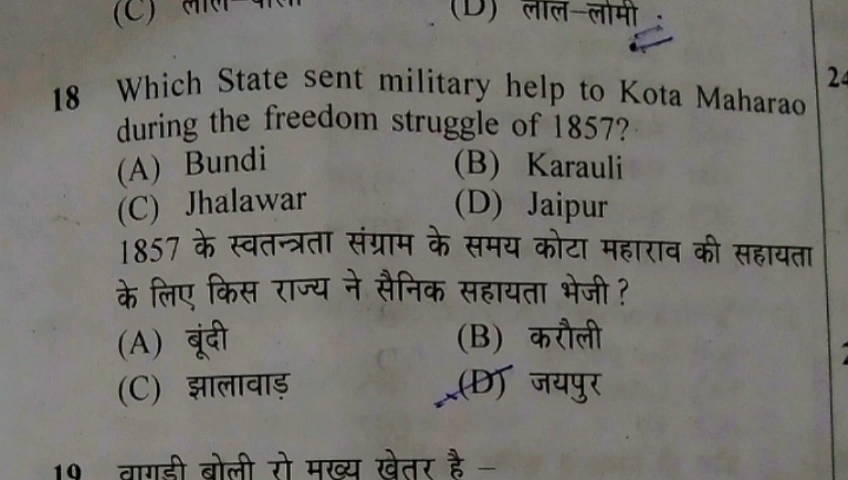 (C) लाल-
(D) लाल-लोमी
18 Which State sent military help to Kota Maharao
during the freedom struggle of 1857?
(A) Bundi (B) Karauli
(C) Jhalawar (D) Jaipur
1857 के स्वतन्त्रता संग्राम के समय कोटा महाराव की सहायता
के लिए किस राज्य ने सैनिक सहायता भेजी ?
(A) बूंदी (B) करौली
(C) झालावाड़ (D) जयपुर
19 वागडी बोली रो मुख्य खेतर है –